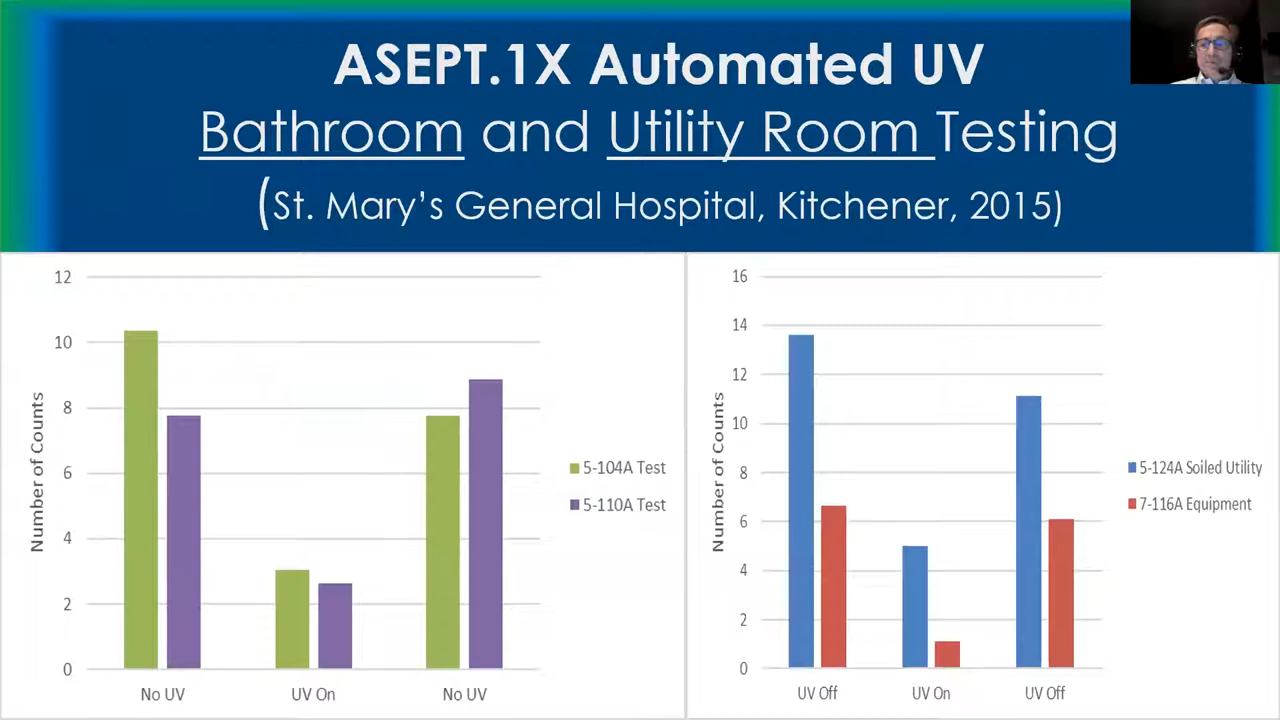 ASEPT.1X Automated UV
Bathroom and Utility Room Testing
(St. Mary's General Hospital, Kitchener, 2015)
12
10
8
6
4
2
0
Number of Counts
No UV
UV On
No UV
5-104A Test
5-110A Test
16
14
12
10
8
6
4
2
0
Number of Counts
UV Off
UV On
UV Off
5-124A Soiled Utility
7-116A Equipment